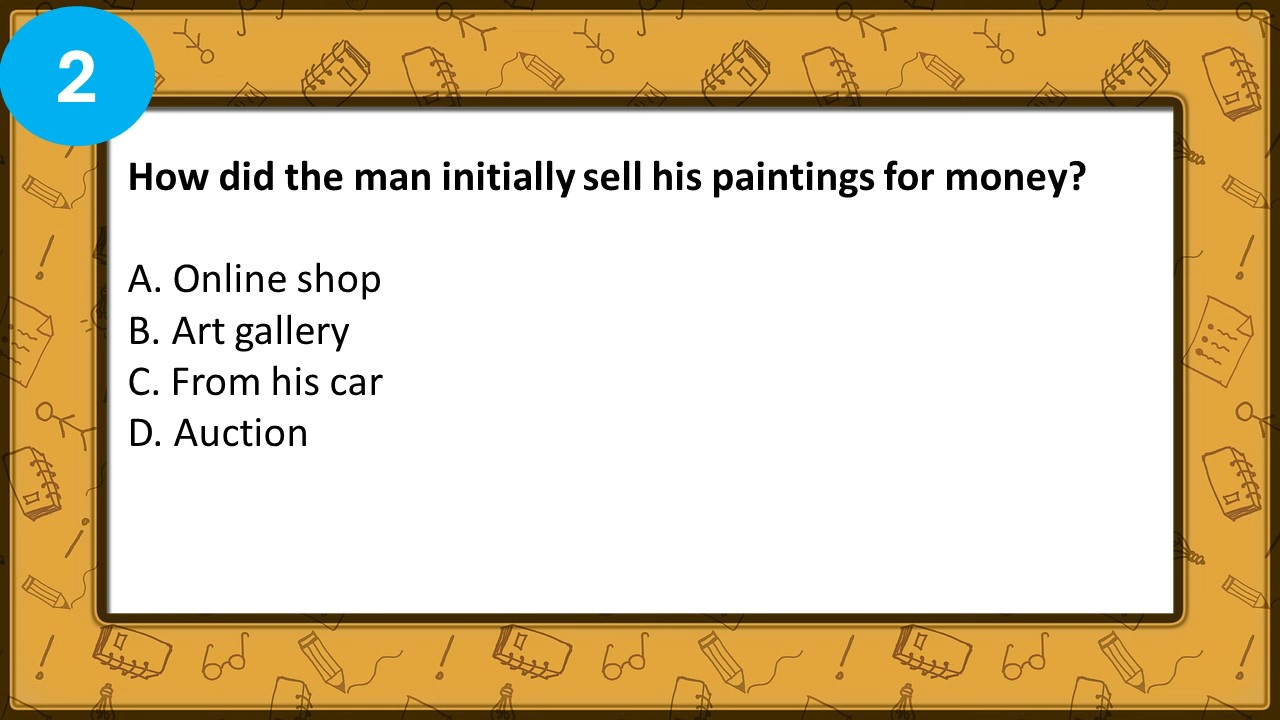 2
How did the man initially sell his paintings for money?
A. Online shop
B. Art gallery
C. From his car
D. Auction